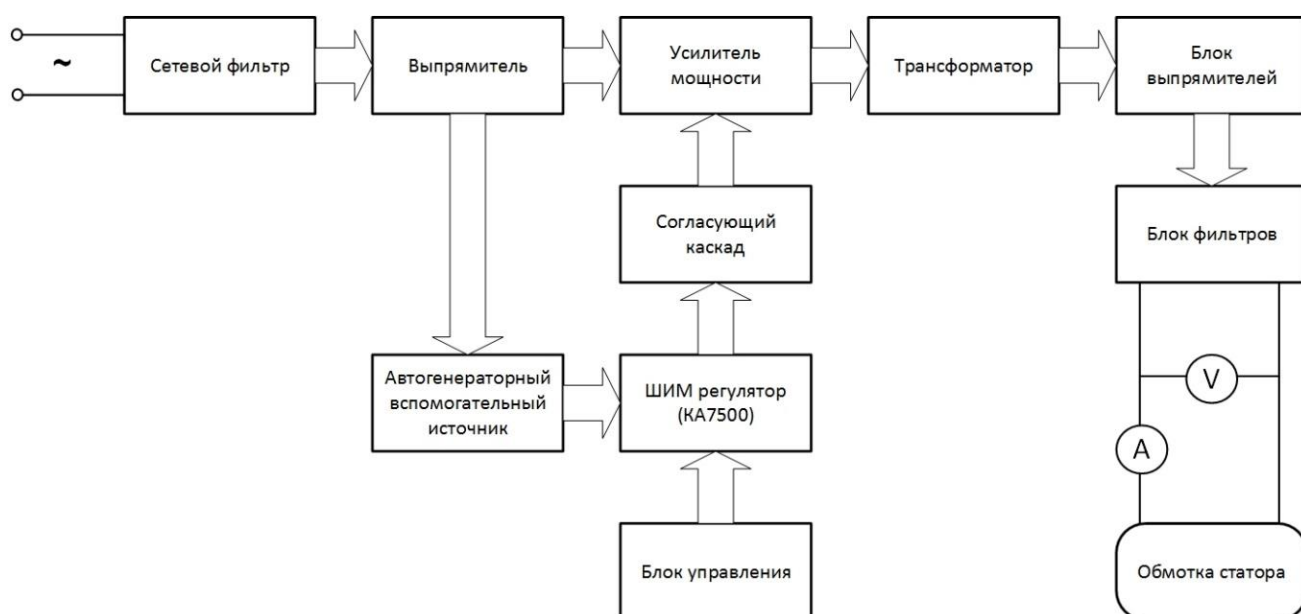 ~
Сетевой фильтр
Выпрямитель
Усилитель
мощности
Трансформатор
Блок
выпрямителей
Согласующий
каскад
Блок фильтров
Автогенераторный
вспомогательный
источник
ШИМ регулятор
(КА7500)
V
A
Блок управления
Обмотка статора